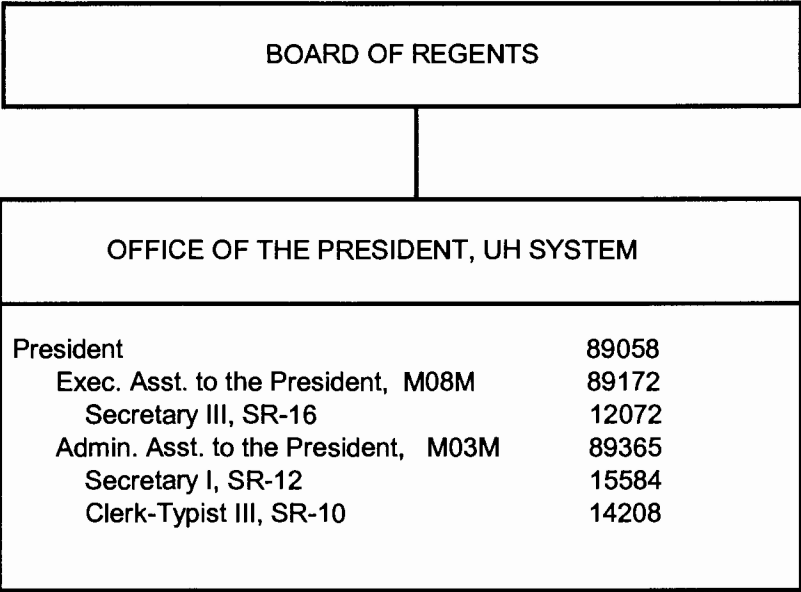 BOARD OF REGENTS
OFFICE OF THE PRESIDENT, UH SYSTEM
President 89058
Exec. Asst. to the President, M08M 89172
Secretary III, SR-16 12072
Admin. Asst. to the President, M03M 89365
Secretary I, SR-12 15584
Clerk-Typist III, SR-10 14208